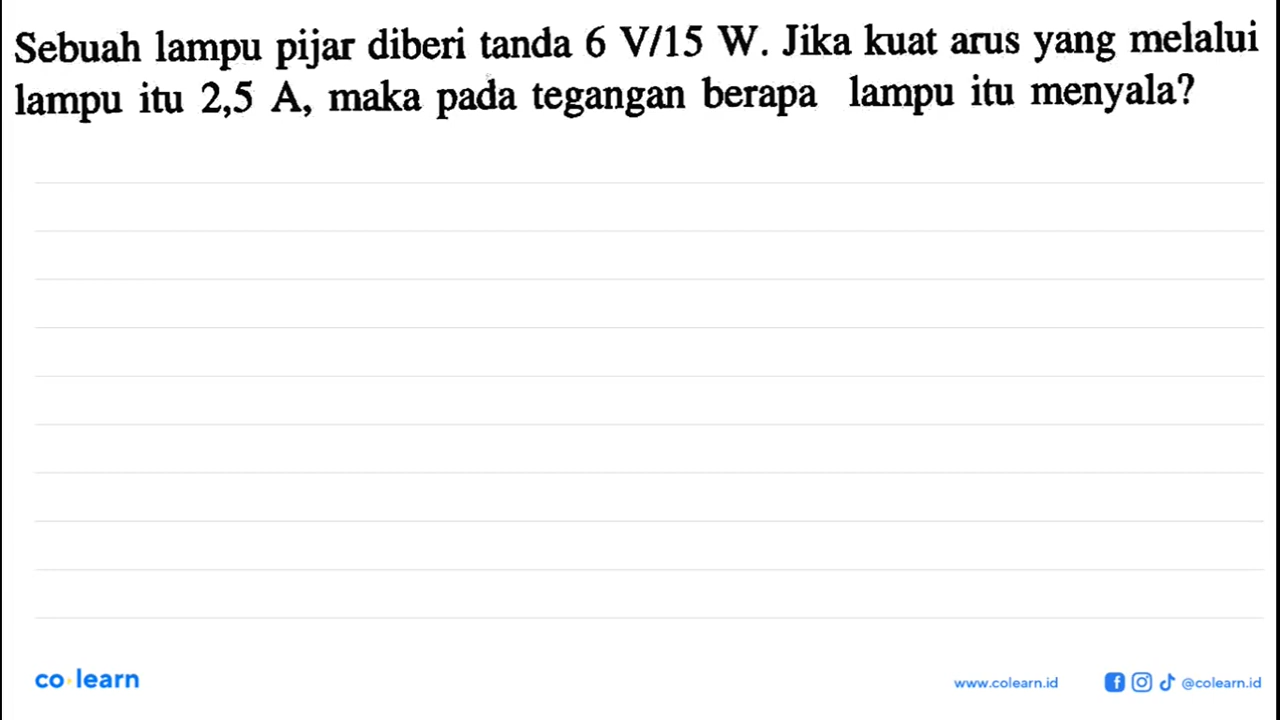 Sebuah lampu pijar diberi tanda 6 V/15 W. Jika kuat arus yang melalui
lampu itu 2,5 A, maka pada tegangan berapa lampu itu menyala?
co learn
www.colearn.id @colearn.id